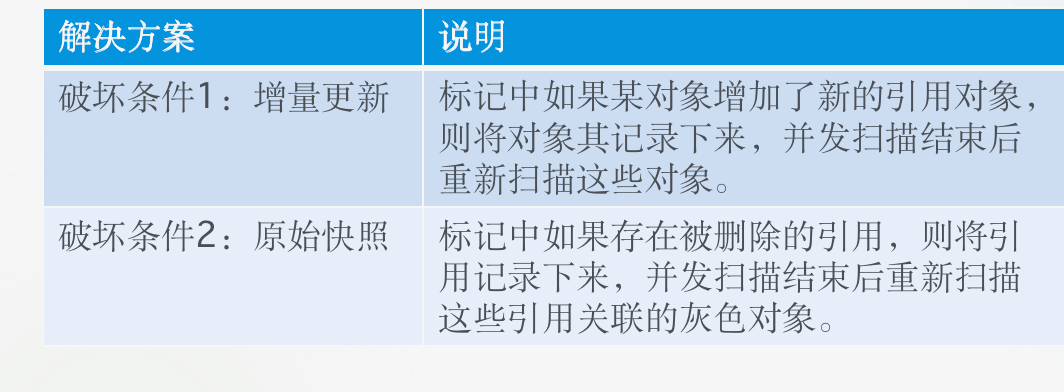 解决方案
说明
破坏条件1：增量更新
标记中如果某对象增加了新的引用对象，
则将对象其记录下来，并发扫描结束后
重新扫描这些对象。
破坏条件2：原始快照
标记中如果存在被删除的引用，则将引
用记录下来，并发扫描结束后重新扫描
这些引用关联的灰色对象。